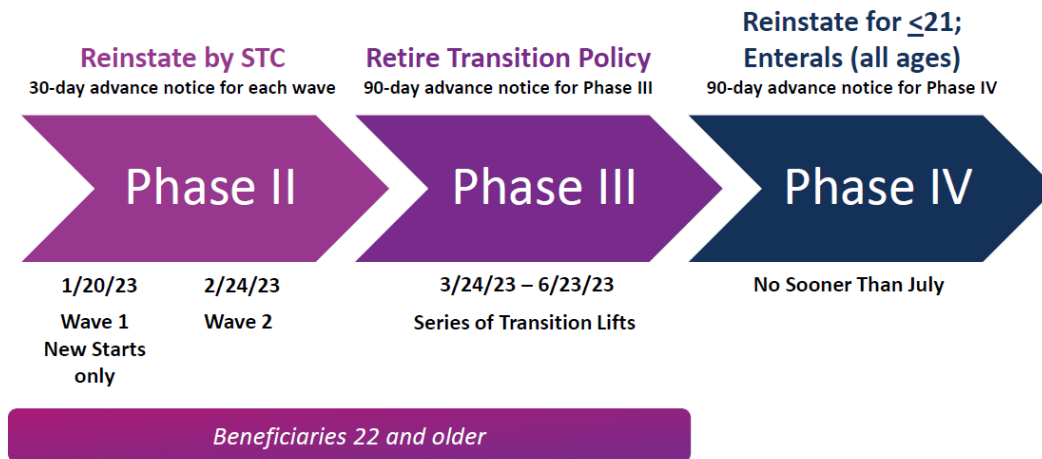 Reinstate by STC
30-day advance notice for each wave
Retire Transition Policy
90-day advance notice for Phase III
Reinstate for <21;
Enterals (all ages)
90-day advance notice for Phase IV
Phase II
Phase III
Phase IV
1/20/23
Wave 1
New Starts
only
2/24/23
Wave 2
3/24/23 – 6/23/23
Series of Transition Lifts
No Sooner Than July
Beneficiaries 22 and older